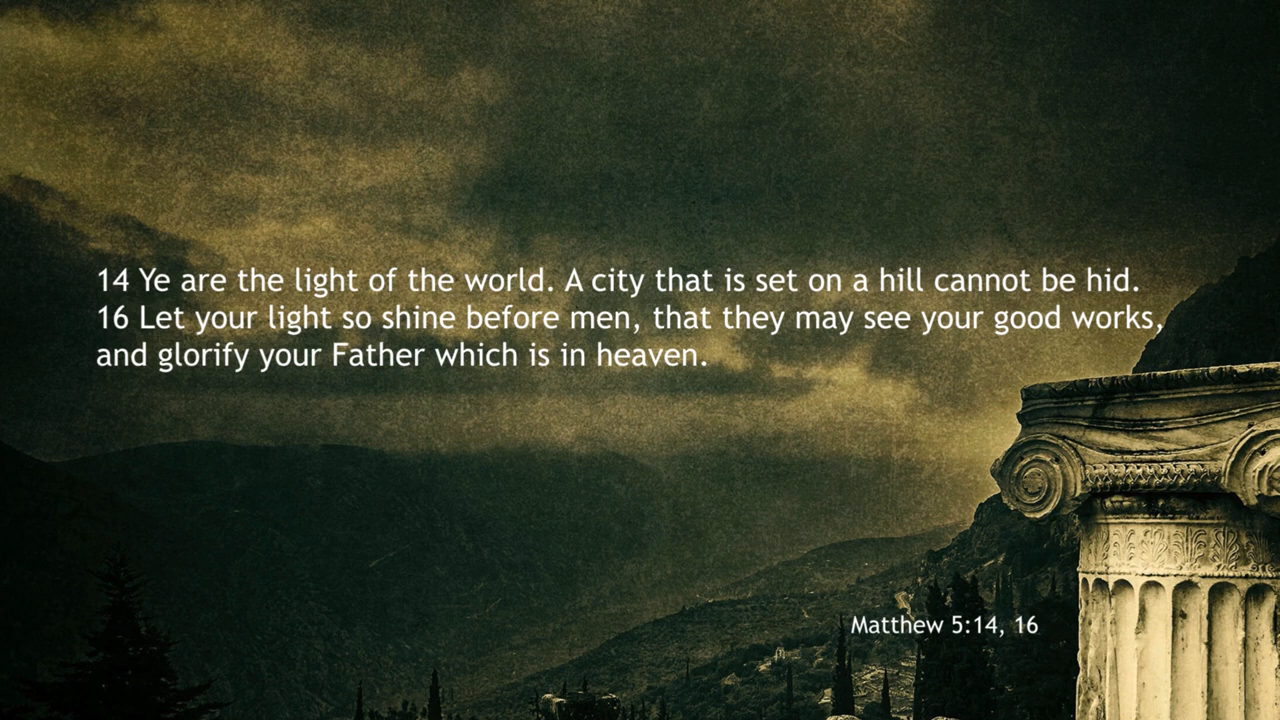 14 Ye are the light of the world. A city that is set on a hill cannot be hid.
16 Let your light so shine before men, that they may see your good works,
and glorify your Father which is in heaven.
Matthew 5:14, 16